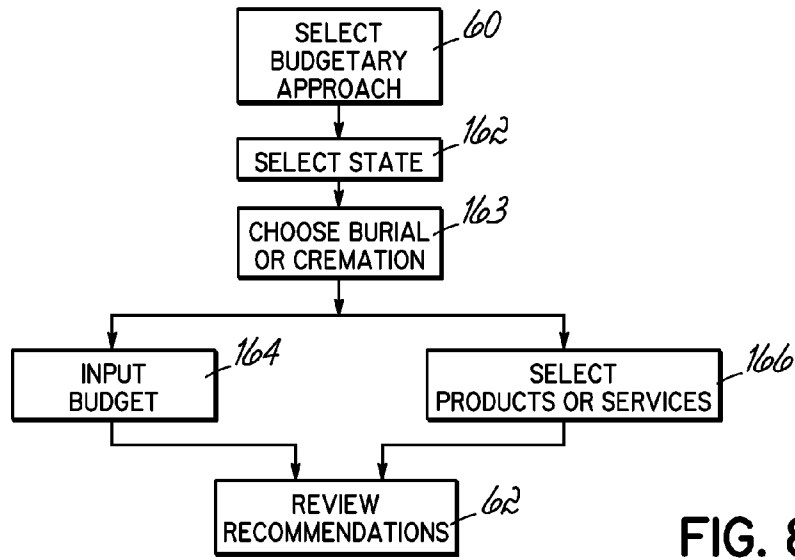 SELECT
BUDGETARY
APPROACH
60
SELECT STATE
162
CHOOSE BURIAL
OR CREMATION
163
INPUT
BUDGET
164
SELECT
PRODUCTS OR SERVICES
166
REVIEW
RECOMMENDATIONS
62
FIG. 8